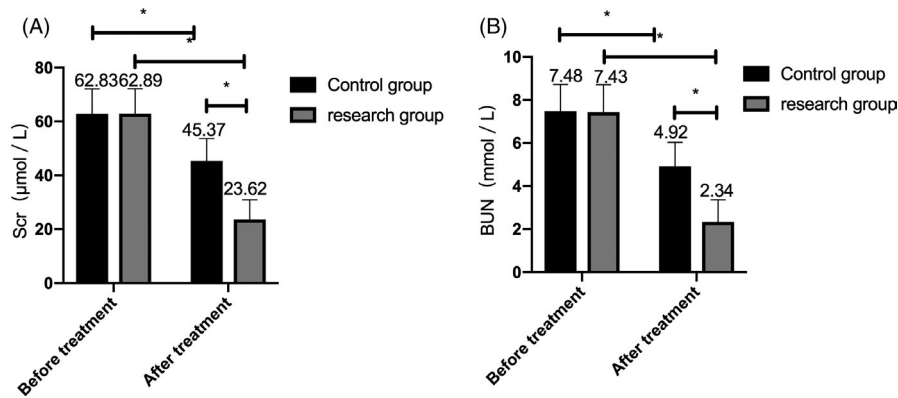 (A)
*
*
*
80
60
40
20
0
Scr (μmol / L)
62.83
62.89
45.37
23.62
Before treatment
After treatment
Control group
research group
(B)
*
*
*
10
8
6
4
2
0
BUN (mmol / L)
7.48
7.43
4.92
2.34
Before treatment
After treatment
Control group
research group